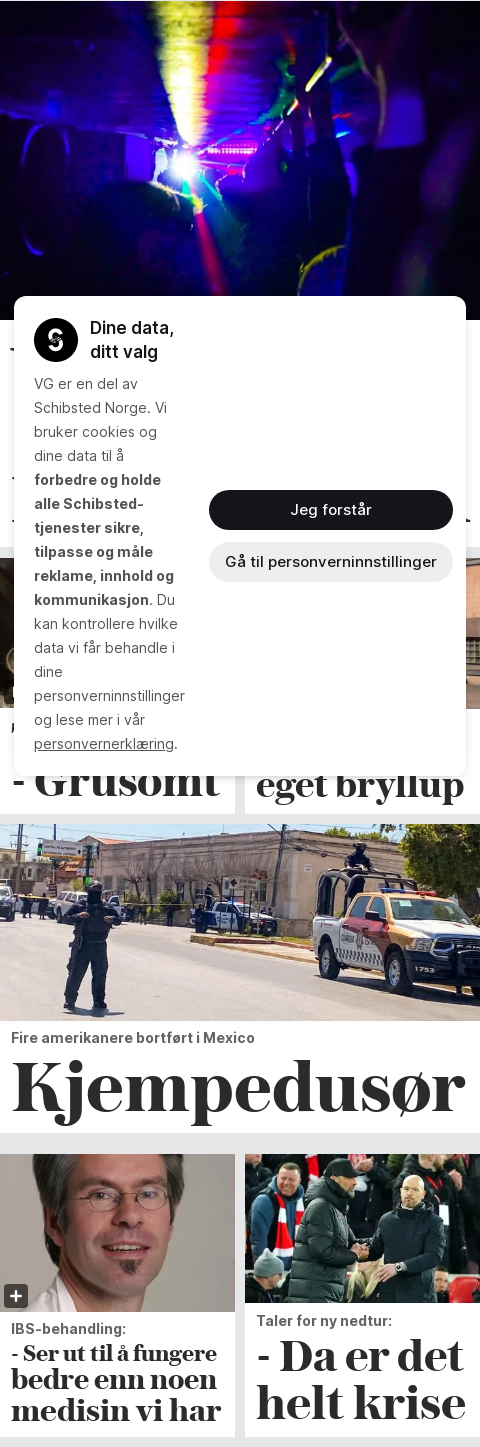 Dine data,
ditt valg
VG er en del av
Schibsted Norge. Vi
bruker cookies og
dine data til å
forbedre og holde
alle Schibsted-
tjenester sikre,
tilpasse og måle
reklame, innhold og
kommunikasjon. Du
kan kontrollere hvilke
data vi får behandle i
dine
personverninnstillinger
og lese mer i vår
personvernerklæring.
Jeg forstår
Gå til personverninnstillinger
- Grusomt
eget bryllup
1753
Fire amerikanere bortført i Mexico
Kjempedusør
IBS-behandling:
- Ser ut til å fungere
bedre enn noen
medisin vi har
Taler for ny nedtur:
- Da er det
helt krise